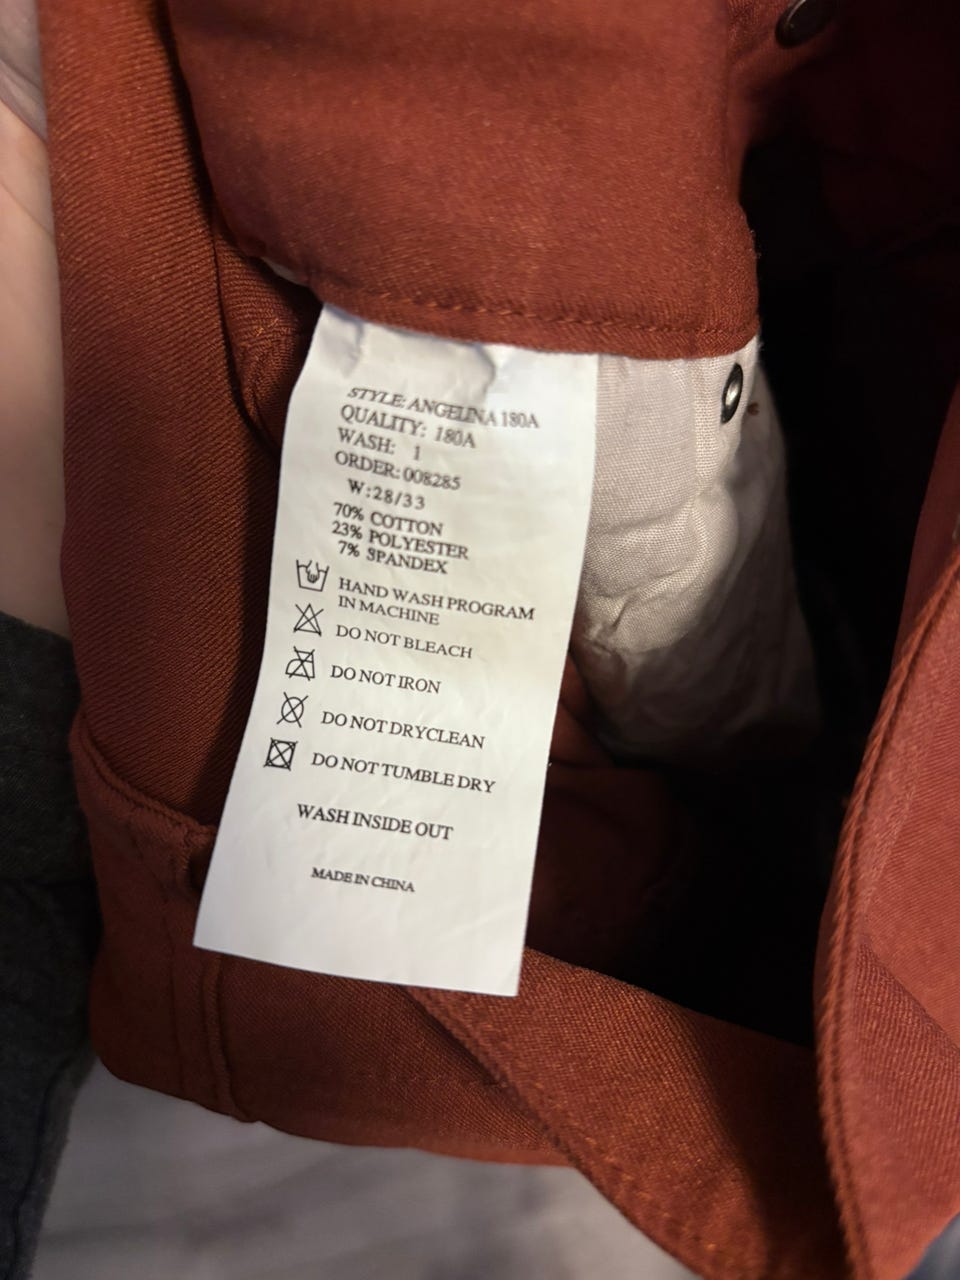 STYLE: ANGELINA 180A
QUALITY: 180A
WASH: 1
ORDER: 008285
W:28/33
70% COTTON
23% POLYESTER
7% SPANDEX
HAND WASH PROGRAM
IN MACHINE
DO NOT BLEACH
DO NOT IRON
DO NOT DRYCLEAN
DO NOT TUMBLE DRY
WASH INSIDE OUT
MADE IN CHINA